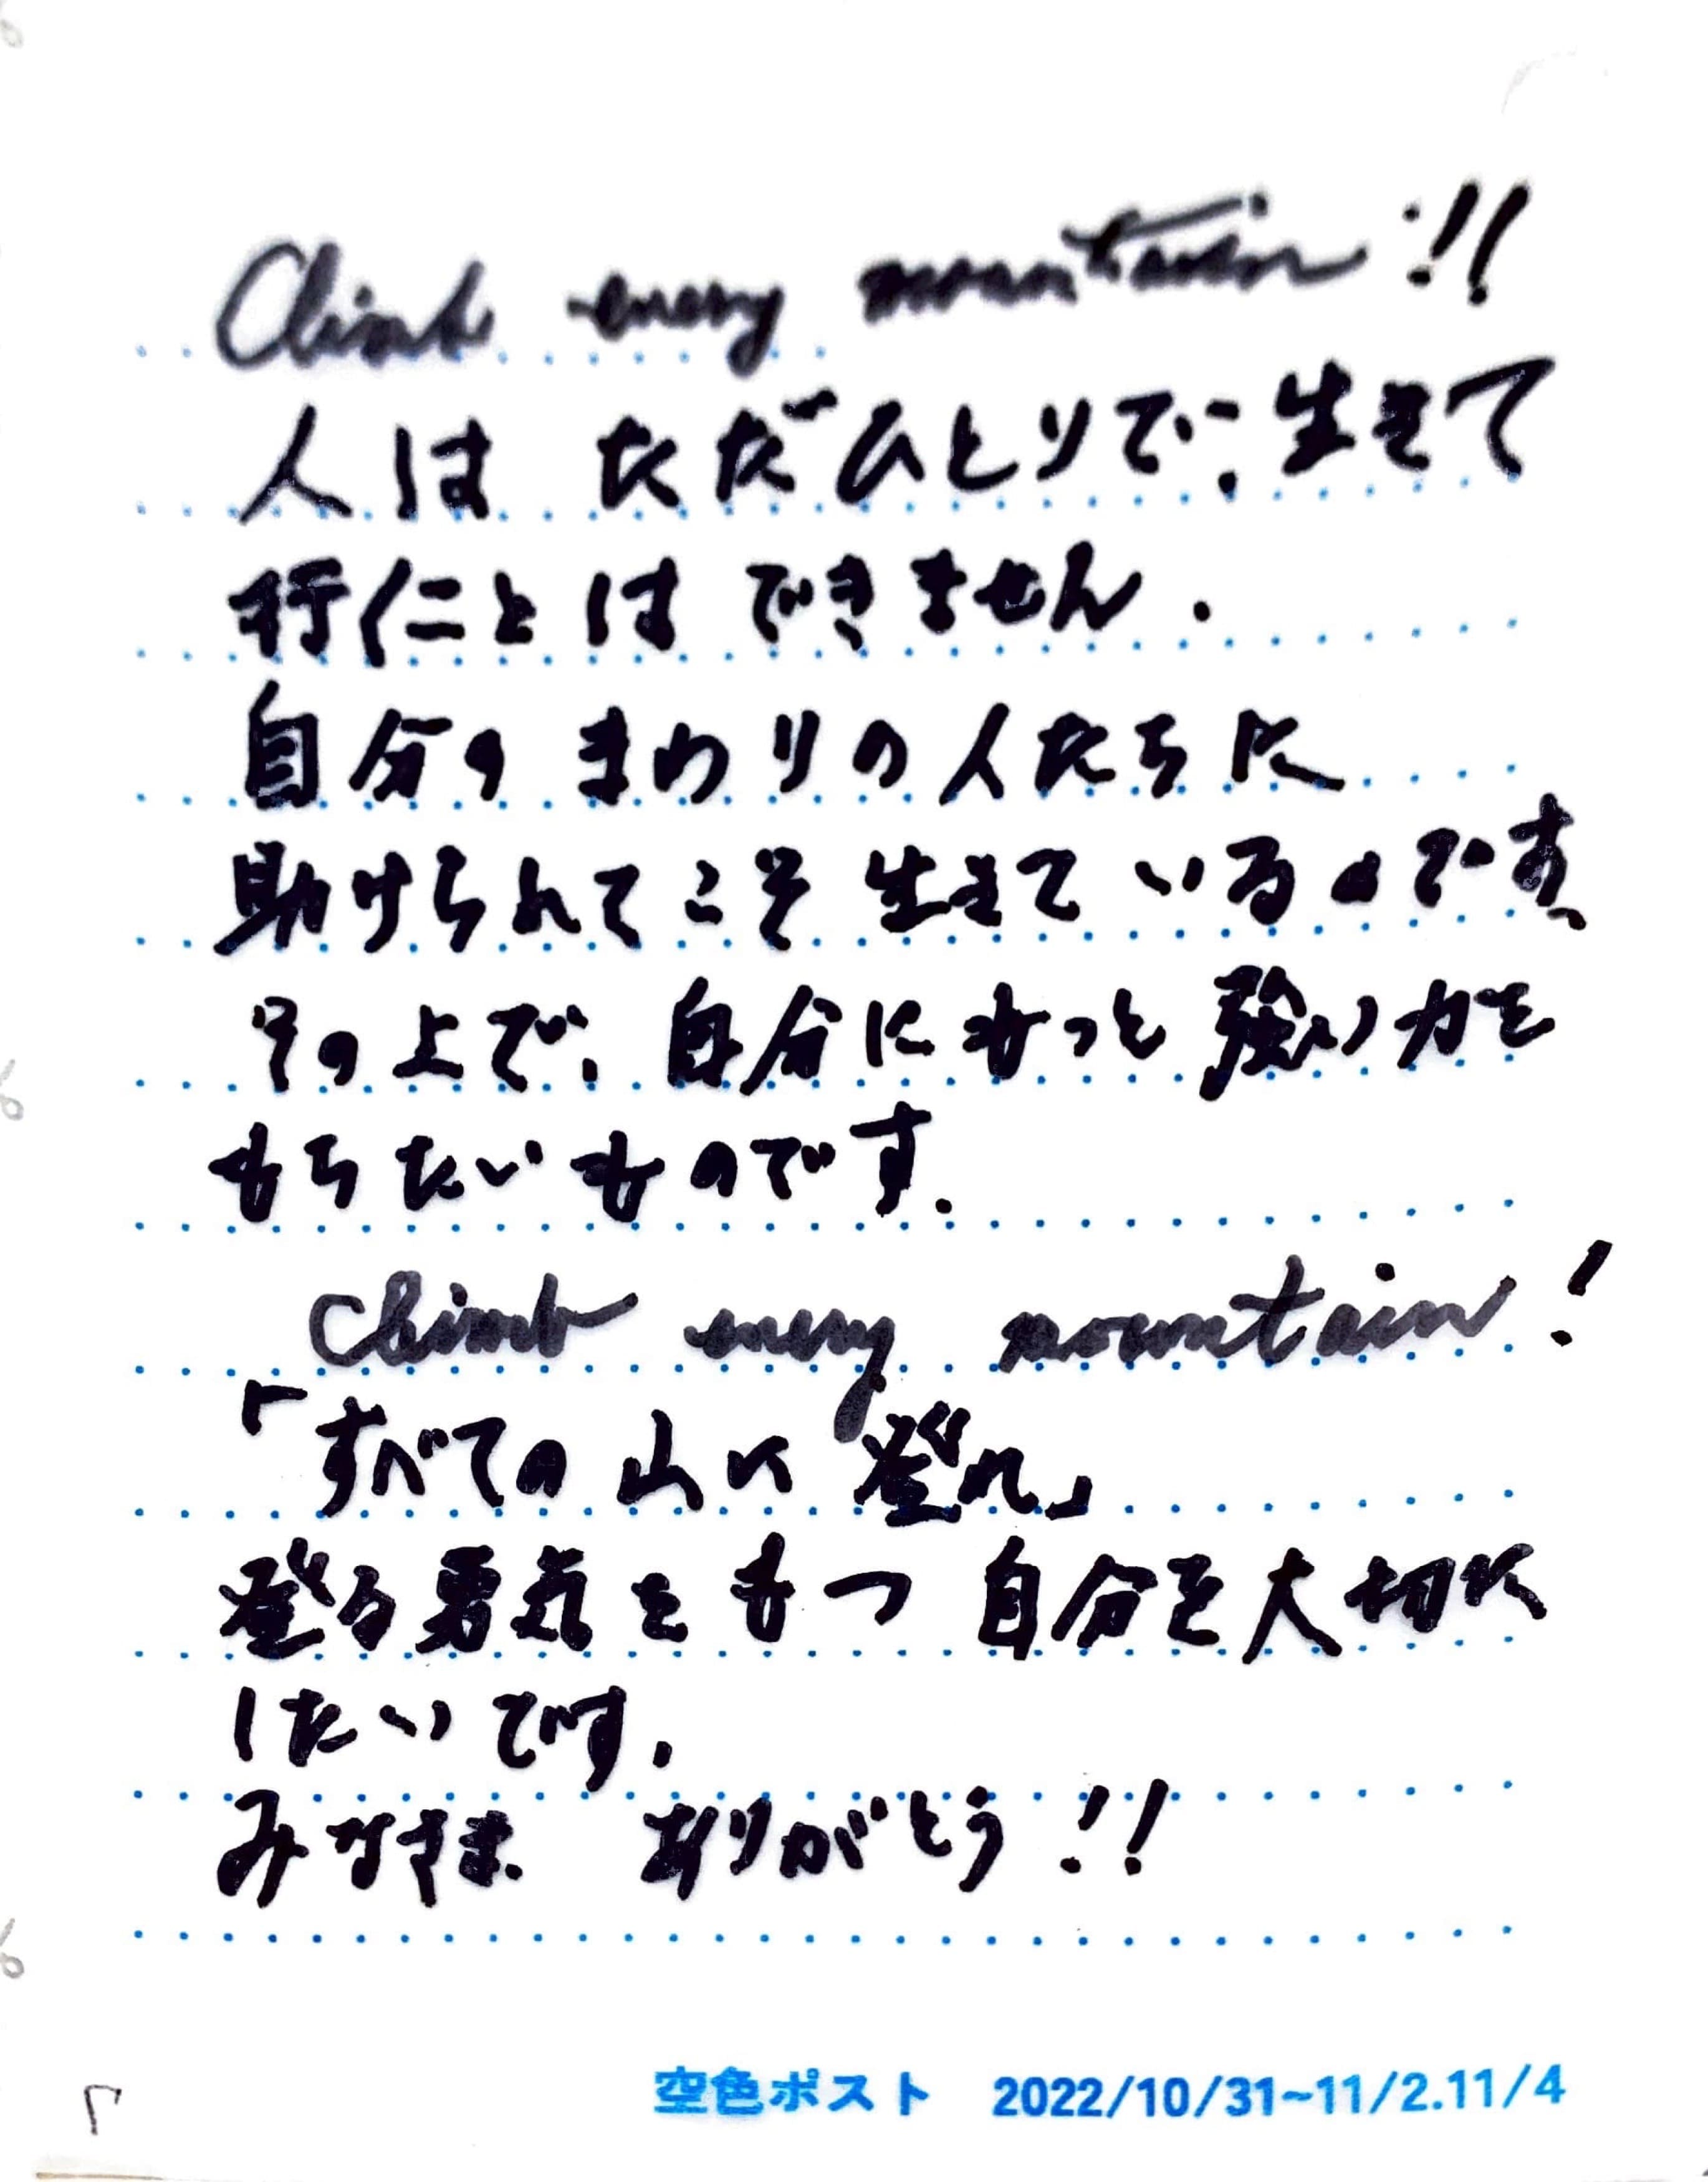 Climb every mountain!!
人は ただひとりで、生きて
行くことは できません.
自分の まわりの人たちに
助けられてこそ 生きて いるのです
その上で、自分にもっと強い力を
もちたいものです.
Climb every mountain!
「すべての山に登れ」
登る勇気をもつ 自分を大切に
したいです.
みなさま ありがとう!!
空色ポスト 2022/10/31~11/2.11/4